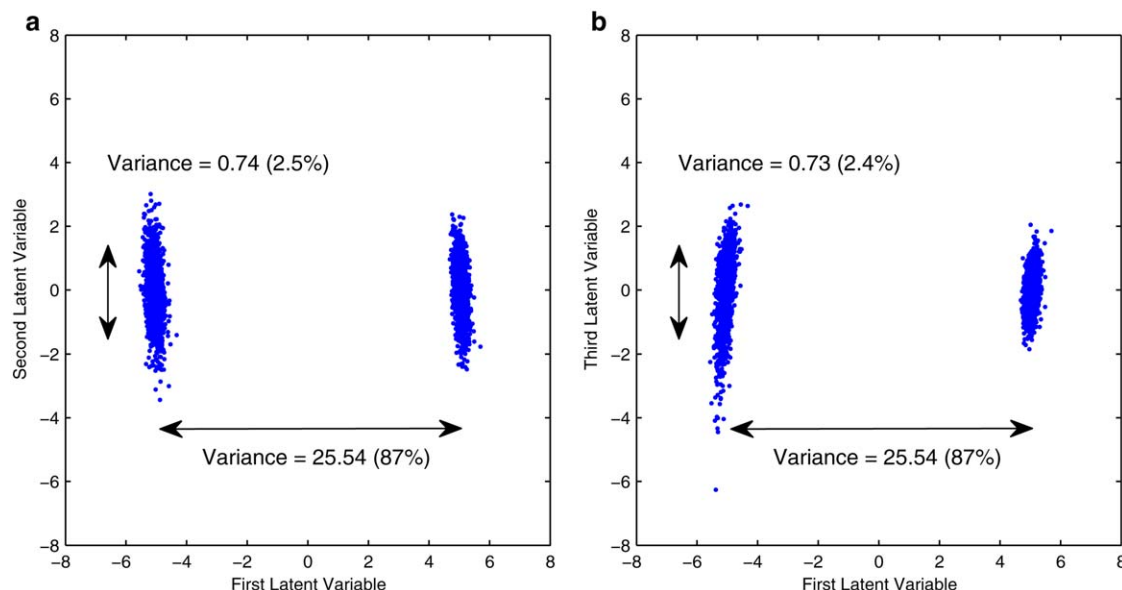 a
8
6
4
2
0
−2
−4
−6
−8
Second Latent Variable
Variance = 0.74 (2.5%)
Variance = 25.54 (87%)
−8 −6 −4 −2 0 2 4 6 8
First Latent Variable
b
8
6
4
2
0
−2
−4
−6
−8
Third Latent Variable
Variance = 0.73 (2.4%)
Variance = 25.54 (87%)
−8 −6 −4 −2 0 2 4 6 8
First Latent Variable